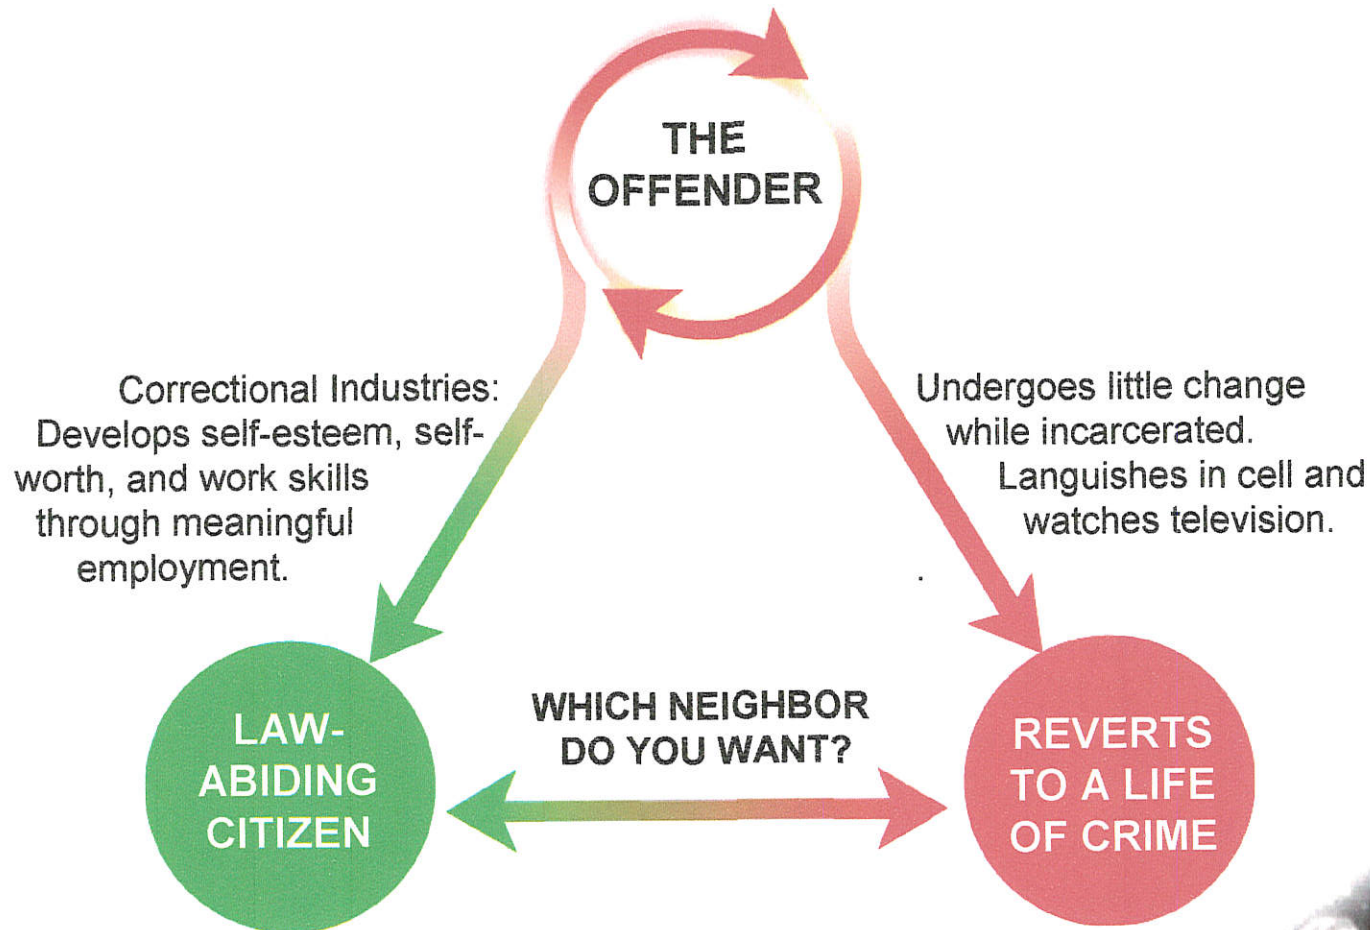 THE
OFFENDER
Correctional Industries:
Develops self-esteem, self-
worth, and work skills
through meaningful
employment.
Undergoes little change
while incarcerated.
Languishes in cell and
watches television.
.
WHICH NEIGHBOR
DO YOU WANT?
LAW-
ABIDING
CITIZEN
REVERTS
TO A LIFE
OF CRIME